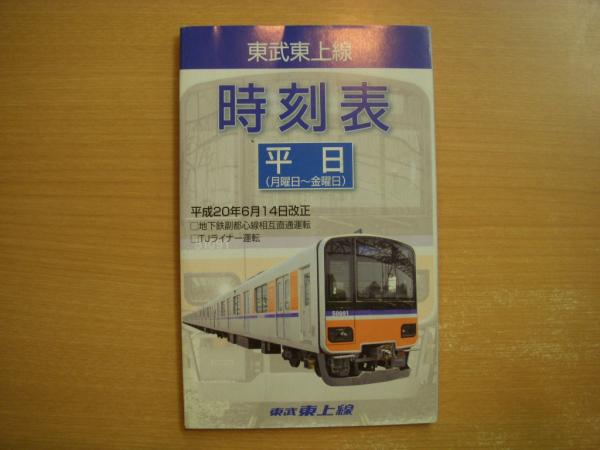 東武東上線
時刻表
平日
(月曜日~金曜日)
平成20年6月14日改正
□地下鉄副都心線相互直通運転
□TJライナー運転
50091
東武東上線